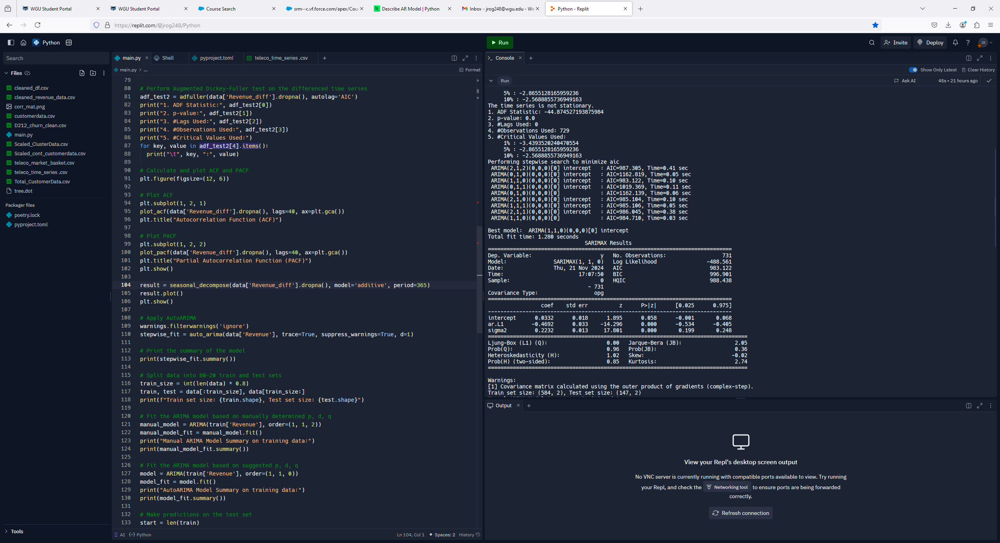 WGU Student Portal
WGU Student Portal
Course Search
srm--c.vf.force.com/apex/Cou
Describe AR Model | Python
Inbox - jrog248@wgu.edu - We
Python - Replit
https://replit.com/@jrog248/Python
Python
Run
Invite
Deploy
JR
Search
Files
cleaned_df.csv
cleaned_revenue_data.csv
corr_mat.png
customerdata.csv
D212_churn_clean.csv
main.py
Scaled_ClusterData.csv
Scaled_cont_customerdata.csv
teleco_market_basket.csv
teleco_time_series .csv
Total_CustomerData.csv
tree.dot
Packager files
poetry.lock
pyproject.toml
Tools
main.py
Shell
pyproject.toml
teleco_time_series .csv
main.py > ...
Format
79
80 # Perform Augmented Dickey-Fuller test on the differenced time series
81 adf_test2 = adfuller(data['Revenue_diff'].dropna(), autolag='AIC')
82 print("1. ADF Statistic:", adf_test2[0])
83 print("2. p-value:", adf_test2[1])
84 print("3. #Lags Used:", adf_test2[2])
85 print("4. #Observations Used:", adf_test2[3])
86 print("5. #Critical Values Used:")
87 for key, value in adf_test2[4].items():
88   print("\t", key, ":", value)
89
90 # Calculate and plot ACF and PACF
91 plt.figure(figsize=(12, 6))
92
93 # Plot ACF
94 plt.subplot(1, 2, 1)
95 plot_acf(data['Revenue_diff'].dropna(), lags=40, ax=plt.gca())
96 plt.title("Autocorrelation Function (ACF)")
97
98 # Plot PACF
99 plt.subplot(1, 2, 2)
100 plot_pacf(data['Revenue_diff'].dropna(), lags=40, ax=plt.gca())
101 plt.title("Partial Autocorrelation Function (PACF)")
102 plt.show()
103
104 result = seasonal_decompose(data['Revenue_diff'].dropna(), model='additive', period=365)
105 result.plot()
106 plt.show()
107
108 # Apply AutoARIMA
109 warnings.filterwarnings('ignore')
110 stepwise_fit = auto_arima(data['Revenue'], trace=True, suppress_warnings=True, d=1)
111
112 # Print the summary of the model
113 print(stepwise_fit.summary())
114
115 # Split data into 80-20 train and test sets
116 train_size = int(len(data) * 0.8)
117 train, test = data[:train_size], data[train_size:]
118 print(f"Train set size: {train.shape}, Test set size: {test.shape}")
119
120 # Fit the ARIMA model based on manually determined p, d, q
121 manual_model = ARIMA(train['Revenue'], order=(1, 1, 2))
122 manual_model_fit = manual_model.fit()
123 print("Manual ARIMA Model Summary on training data:")
124 print(manual_model_fit.summary())
125
126 # Fit the ARIMA model based on suggested p, d, q
127 model = ARIMA(train['Revenue'], order=(1, 1, 0))
128 model_fit = model.fit()
129 print("AutoARIMA Model Summary on training data:")
130 print(model_fit.summary())
131
132 # Make predictions on the test set
133 start = len(train)
AI Python
Ln 104, Col 1 • Spaces: 2 History
Console
Show Only Latest
Clear History
Run
Ask AI
45s • 21 hours ago
5% : -2.8655128165959236
10% : -2.5688855736949163
The time series is not stationary.
1. ADF Statistic: -44.874527193875984
2. p-value: 0.0
3. #Lags Used: 0
4. #Observations Used: 729
5. #Critical Values Used:
1% : -3.4393520240470554
5% : -2.8655128165959236
10% : -2.5688855736949163
Performing stepwise search to minimize aic
ARIMA(2,1,2)(0,0,0)[0] intercept   : AIC=987.305, Time=0.41 sec
ARIMA(0,1,0)(0,0,0)[0] intercept   : AIC=1162.819, Time=0.05 sec
ARIMA(1,1,0)(0,0,0)[0] intercept   : AIC=983.122, Time=0.10 sec
ARIMA(0,1,1)(0,0,0)[0] intercept   : AIC=1019.369, Time=0.11 sec
ARIMA(0,1,0)(0,0,0)[0]             : AIC=1162.139, Time=0.06 sec
ARIMA(2,1,0)(0,0,0)[0] intercept   : AIC=985.104, Time=0.10 sec
ARIMA(1,1,1)(0,0,0)[0] intercept   : AIC=985.106, Time=0.05 sec
ARIMA(2,1,1)(0,0,0)[0] intercept   : AIC=986.045, Time=0.38 sec
ARIMA(1,1,0)(0,0,0)[0]             : AIC=984.710, Time=0.03 sec
Best model:  ARIMA(1,1,0)(0,0,0)[0] intercept
Total fit time: 1.280 seconds
SARIMAX Results
Dep. Variable: y No. Observations: 731
Model: SARIMAX(1, 1, 0) Log Likelihood -488.561
Date: Thu, 21 Nov 2024 AIC 983.122
Time: 17:07:50 BIC 996.901
Sample: 0 HQIC 988.438
- 731
Covariance Type: opg
coef std err z P>|z| [0.025 0.975]
intercept 0.0332 0.018 1.895 0.058 -0.001 0.068
ar.L1 -0.4692 0.033 -14.296 0.000 -0.534 -0.405
sigma2 0.2232 0.013 17.801 0.000 0.199 0.248
Ljung-Box (L1) (Q): 0.00 Jarque-Bera (JB): 2.05
Prob(Q): 0.96 Prob(JB): 0.36
Heteroskedasticity (H): 1.02 Skew: -0.02
Prob(H) (two-sided): 0.85 Kurtosis: 2.74
Warnings:
[1] Covariance matrix calculated using the outer product of gradients (complex-step).
Train set size: (584, 2), Test set size: (147, 2)
Output
View your Repl's desktop screen output
No VNC server is currently running with compatible ports available to view. Try running
your Repl, and check the Networking tool to ensure ports are being forwarded
correctly.
Refresh connection